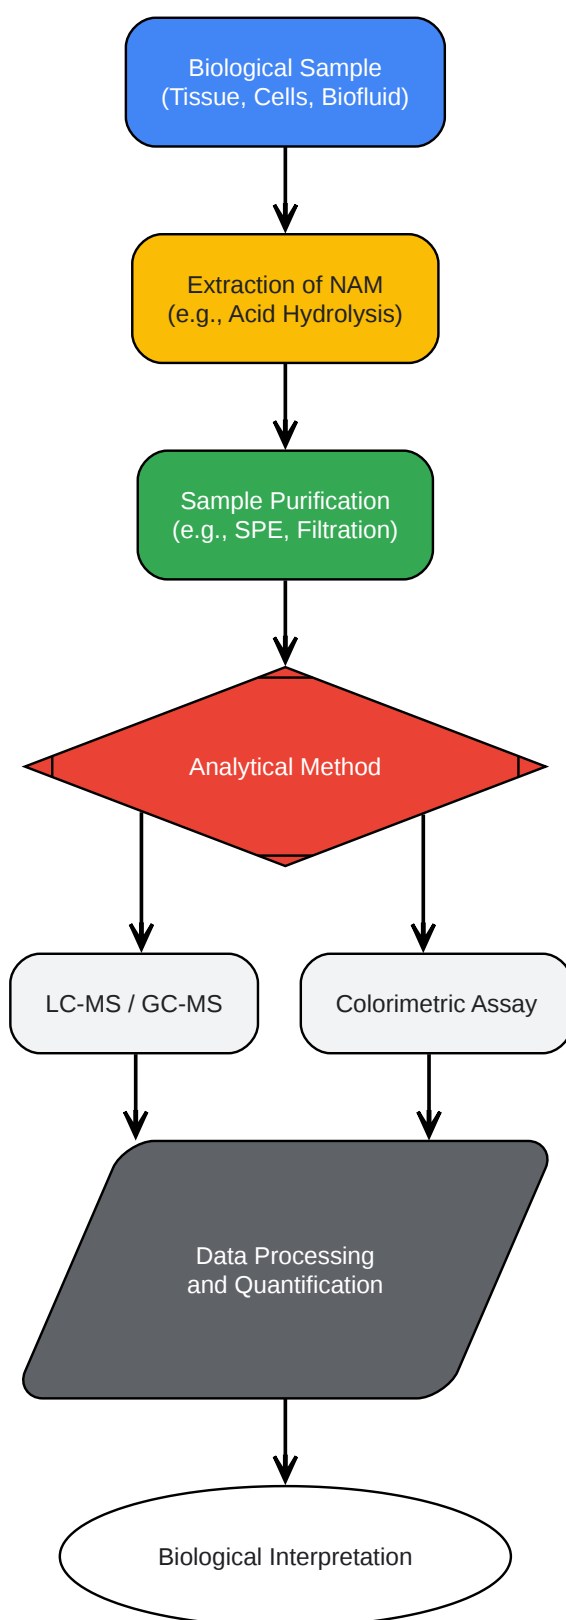 Biological Sample
(Tissue, Cells, Biofluid)
Extraction of NAM
(e.g., Acid Hydrolysis)
Sample Purification
(e.g., SPE, Filtration)
Analytical Method
LC-MS / GC-MS
Colorimetric Assay
Data Processing
and Quantification
Biological Interpretation